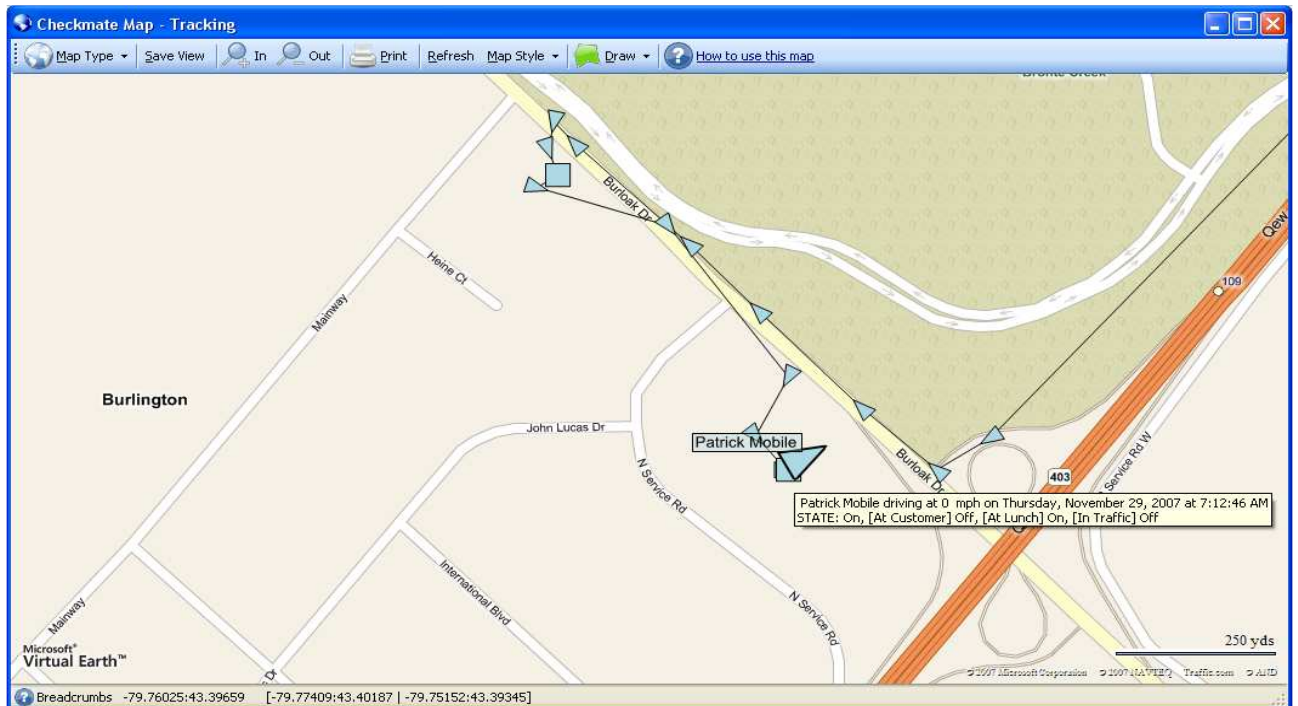 Checkmate Map - Tracking
Map Type Save View In Out Print Refresh Map Style Draw How to use this map
Bronte Creek
Burloak Dr
Qew
109
Heine Ct
Mainway
Burlington
John Lucas Dr
Patrick Mobile
N Service Rd
Burloak Dr
403
Service Rd W
Patrick Mobile driving at 0 mph on Thursday, November 29, 2007 at 7:12:46 AM
STATE: On, [At Customer] Off, [At Lunch] On, [In Traffic] Off
International Blvd
N Service Rd
Mainway
Dr
250 yds
Microsoft®
Virtual Earth™
© 2007 Microsoft Corporation © 2007 NAVTEQ Traffic.com © AND
Breadcrumbs -79.76025:43.39659 [-79.77409:43.40187 | -79.75152:43.39345]